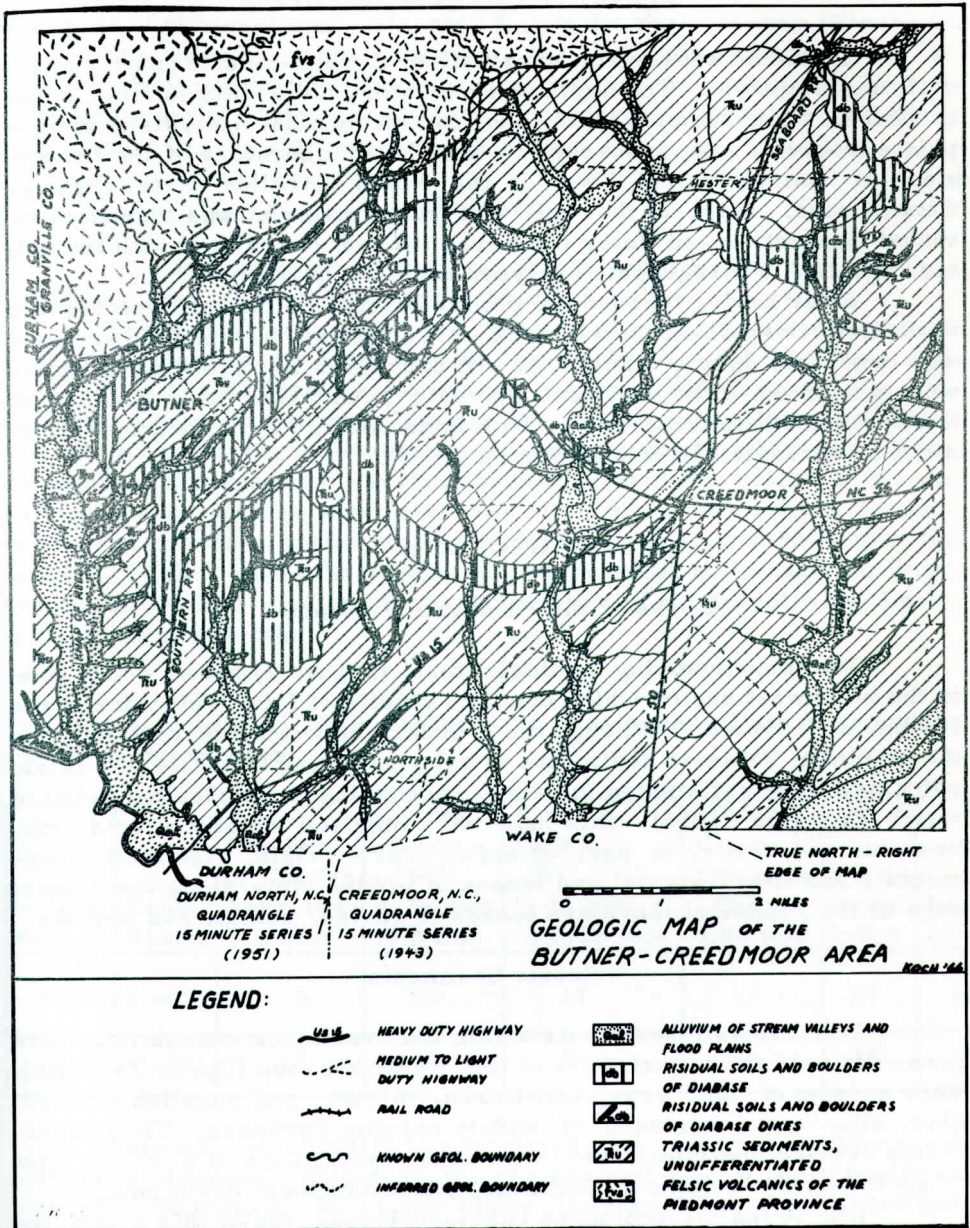 fvs
DURHAM CO.
GRANVILLE CO.
SEABOARD RR
HESTER
BUTNER
CREEDMOOR
NC 56
SOUTHERN RR
US 15
NC 50
NORTHSIDE
db
Ꞃu
Qal
WAKE CO.
DURHAM CO.
DURHAM NORTH, N.C.
QUADRANGLE
15 MINUTE SERIES
(1951)
CREEDMOOR, N.C.
QUADRANGLE
15 MINUTE SERIES
(1943)
TRUE NORTH - RIGHT
EDGE OF MAP
0 1 2 MILES
GEOLOGIC MAP OF THE
BUTNER-CREEDMOOR AREA
KOCH '66
LEGEND:
US 15 HEAVY DUTY HIGHWAY
MEDIUM TO LIGHT
DUTY HIGHWAY
RAIL ROAD
KNOWN GEOL. BOUNDARY
INFERRED GEOL. BOUNDARY
Qal ALLUVIUM OF STREAM VALLEYS AND
FLOOD PLAINS
db RISIDUAL SOILS AND BOULDERS
OF DIABASE
db RISIDUAL SOILS AND BOULDERS
OF DIABASE DIKES
Ꞃu TRIASSIC SEDIMENTS,
UNDIFFERENTIATED
fvs FELSIC VOLCANICS OF THE
PIEDMONT PROVINCE